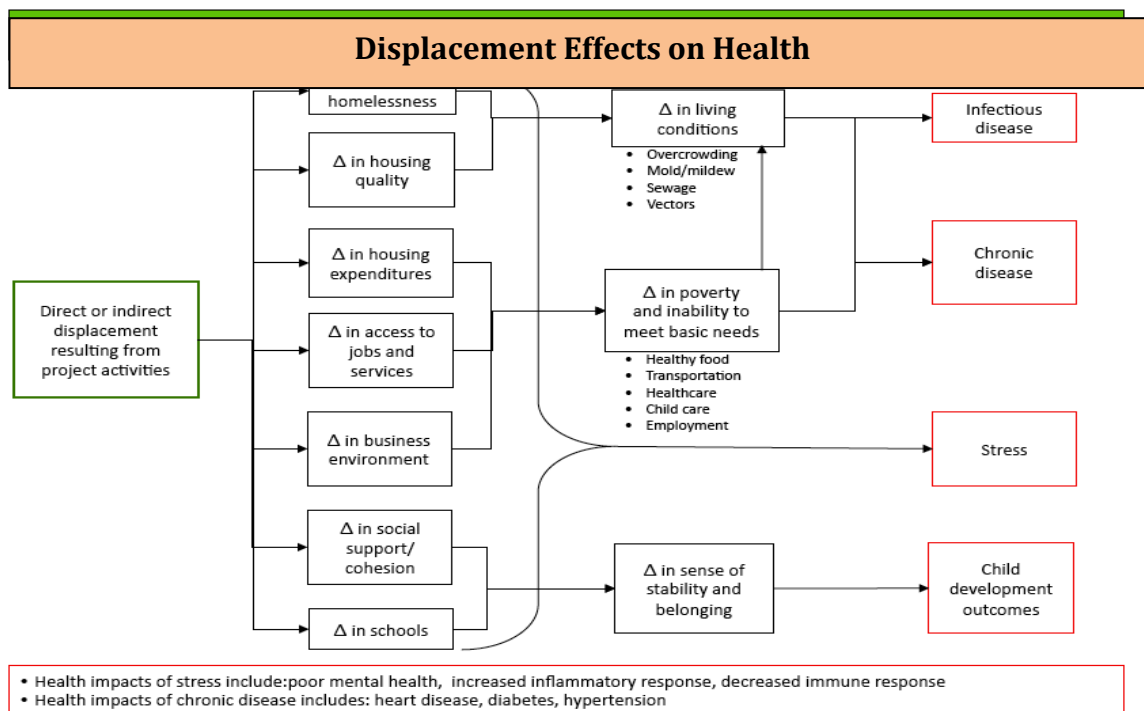 Displacement Effects on Health
homelessness
Δ in housing
quality
Δ in housing
expenditures
Direct or indirect
displacement
resulting from
project activities
Δ in access to
jobs and
services
Δ in business
environment
Δ in social
support/
cohesion
Δ in schools
Δ in living
conditions
• Overcrowding
• Mold/mildew
• Sewage
• Vectors
Δ in poverty
and inability to
meet basic needs
• Healthy food
• Transportation
• Healthcare
• Child care
• Employment
Δ in sense of
stability and
belonging
Infectious
disease
Chronic
disease
Stress
Child
development
outcomes
• Health impacts of stress include:poor mental health, increased inflammatory response, decreased immune response
• Health impacts of chronic disease includes: heart disease, diabetes, hypertension